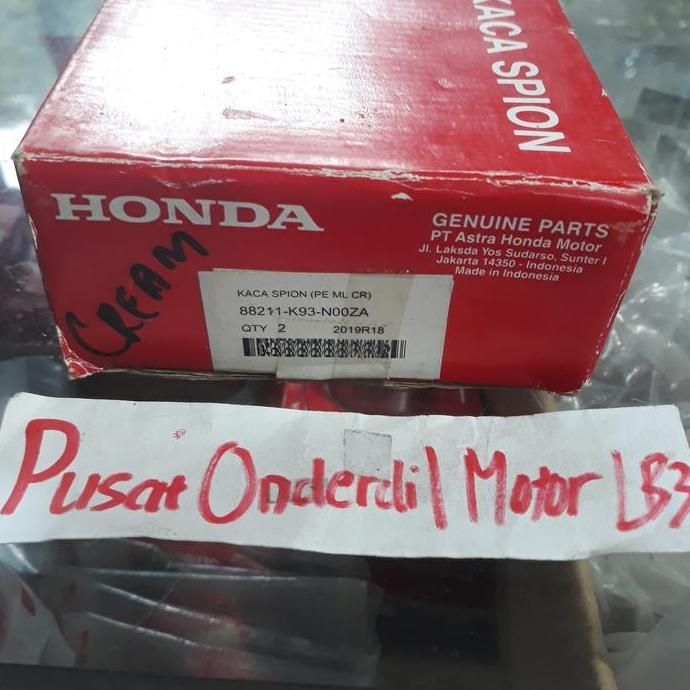 KACA SPION
HONDA
CREAM
GENUINE PARTS
PT Astra Honda Motor
Jl. Laksda Yos Sudarso, Sunter I
Jakarta 14350 - Indonesia
Made in Indonesia
KACA SPION (PE ML CR)
88211-K93-N00ZA
QTY 2 2019R18
Pusat Onderdil Motor LB3